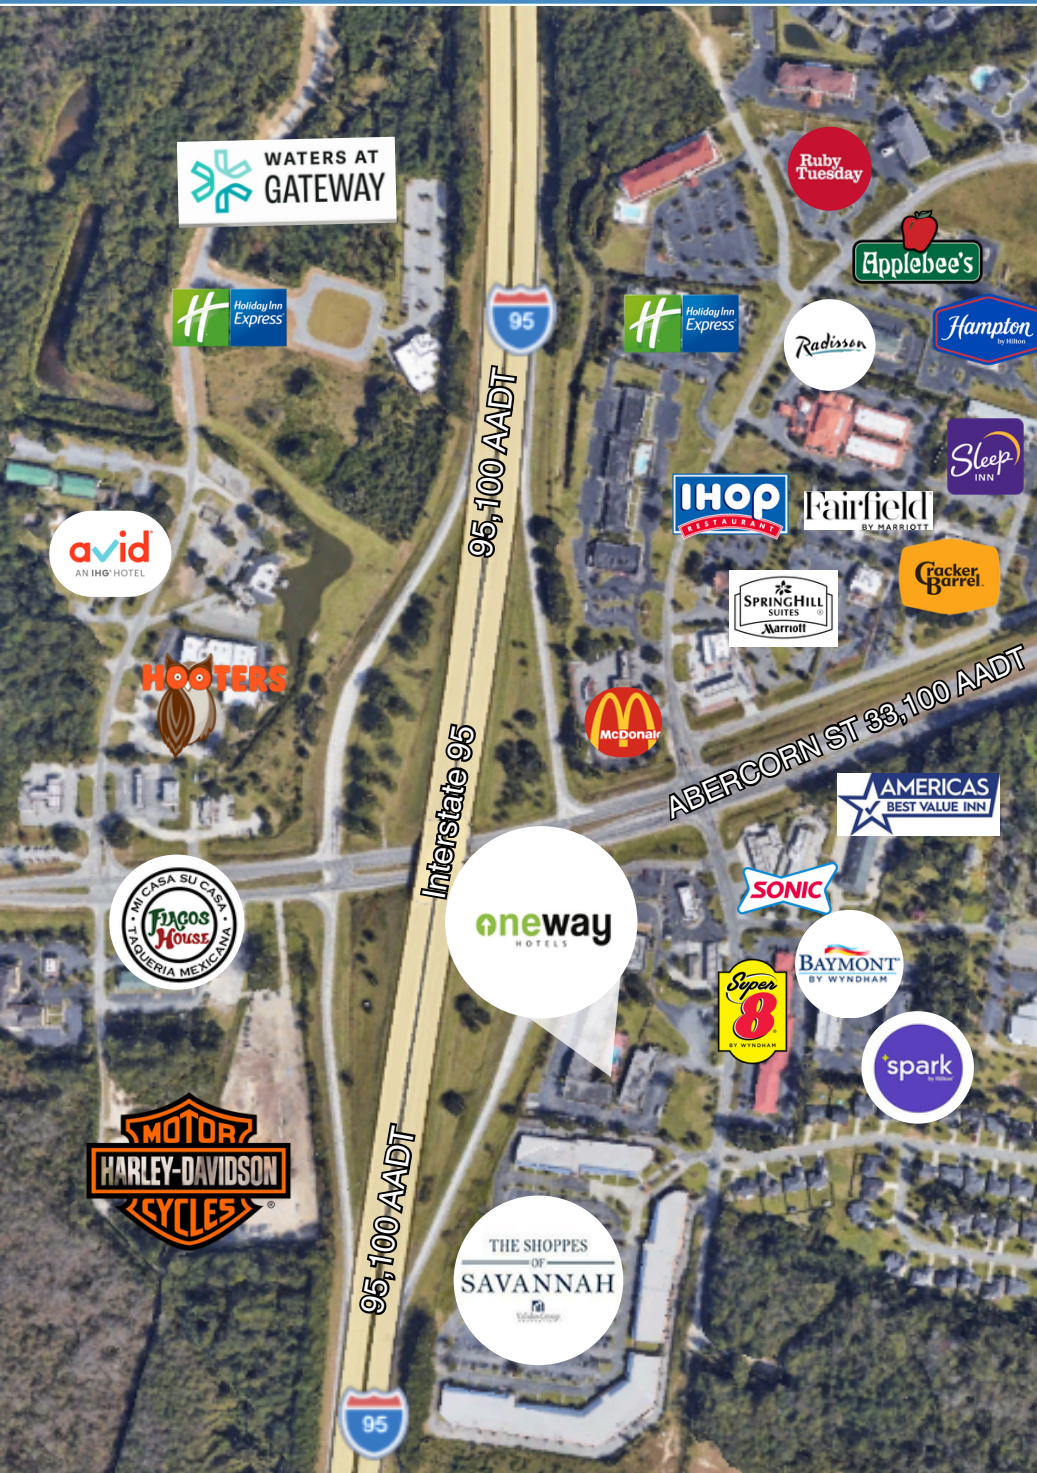 WATERS AT
GATEWAY
Ruby
Tuesday
Applebee's
Holiday Inn
Express
95
Holiday Inn
Express
Radisson
Hampton
by Hilton
95,100 AADT
Sleep
INN
IHOP
RESTAURANT
Fairfield
BY MARRIOTT
avid
AN IHG® HOTEL
Cracker
Barrel
SPRINGHILL
SUITES ®
Marriott
HOOTERS
McDonald
ABERCORN ST 33,100 AADT
Interstate 95
AMERICAS
BEST VALUE INN
SONIC
MI CASA SU CASA
HOUSE
TAQUERIA MEXICANA
oneway
HOTELS
BAYMONT®
BY WYNDHAM
Super
8
BY WYNDHAM
spark
by Hilton
MOTOR
HARLEY-DAVIDSON
CYCLES
®
95,100 AADT
THE SHOPPES
OF
SAVANNAH
95